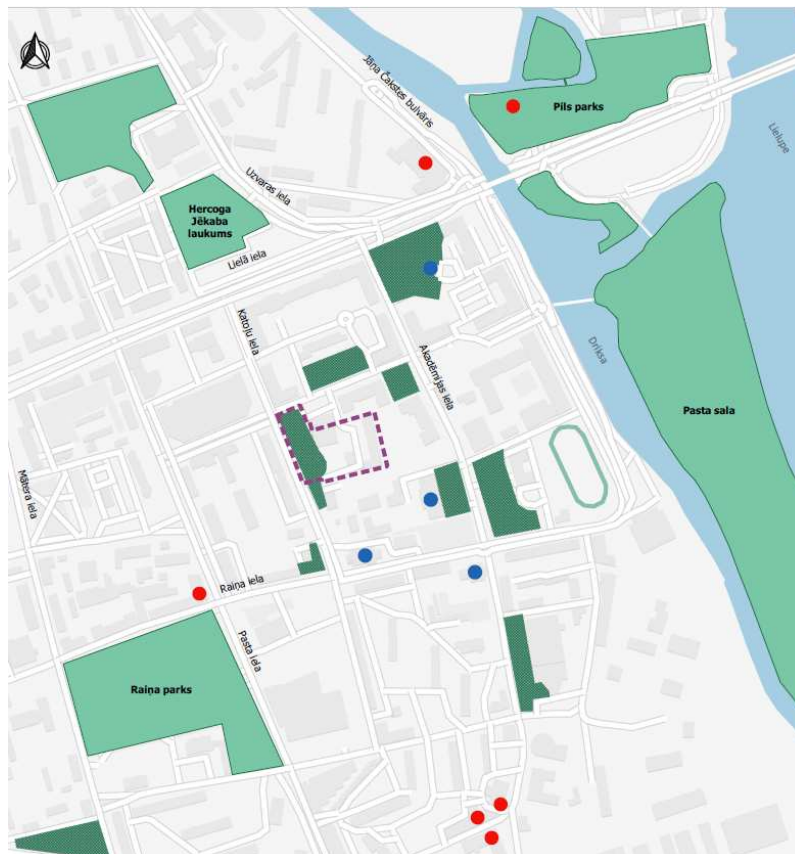 Jāņa Čakstes bulvāris
Pils parks
Lielupe
Uzvaras iela
Hercoga
Jēkaba
laukums
Lielā iela
Katoļu iela
Akadēmijas iela
Driksa
Pasta sala
Mātera iela
Raiņa iela
Pasta iela
Raiņa parks